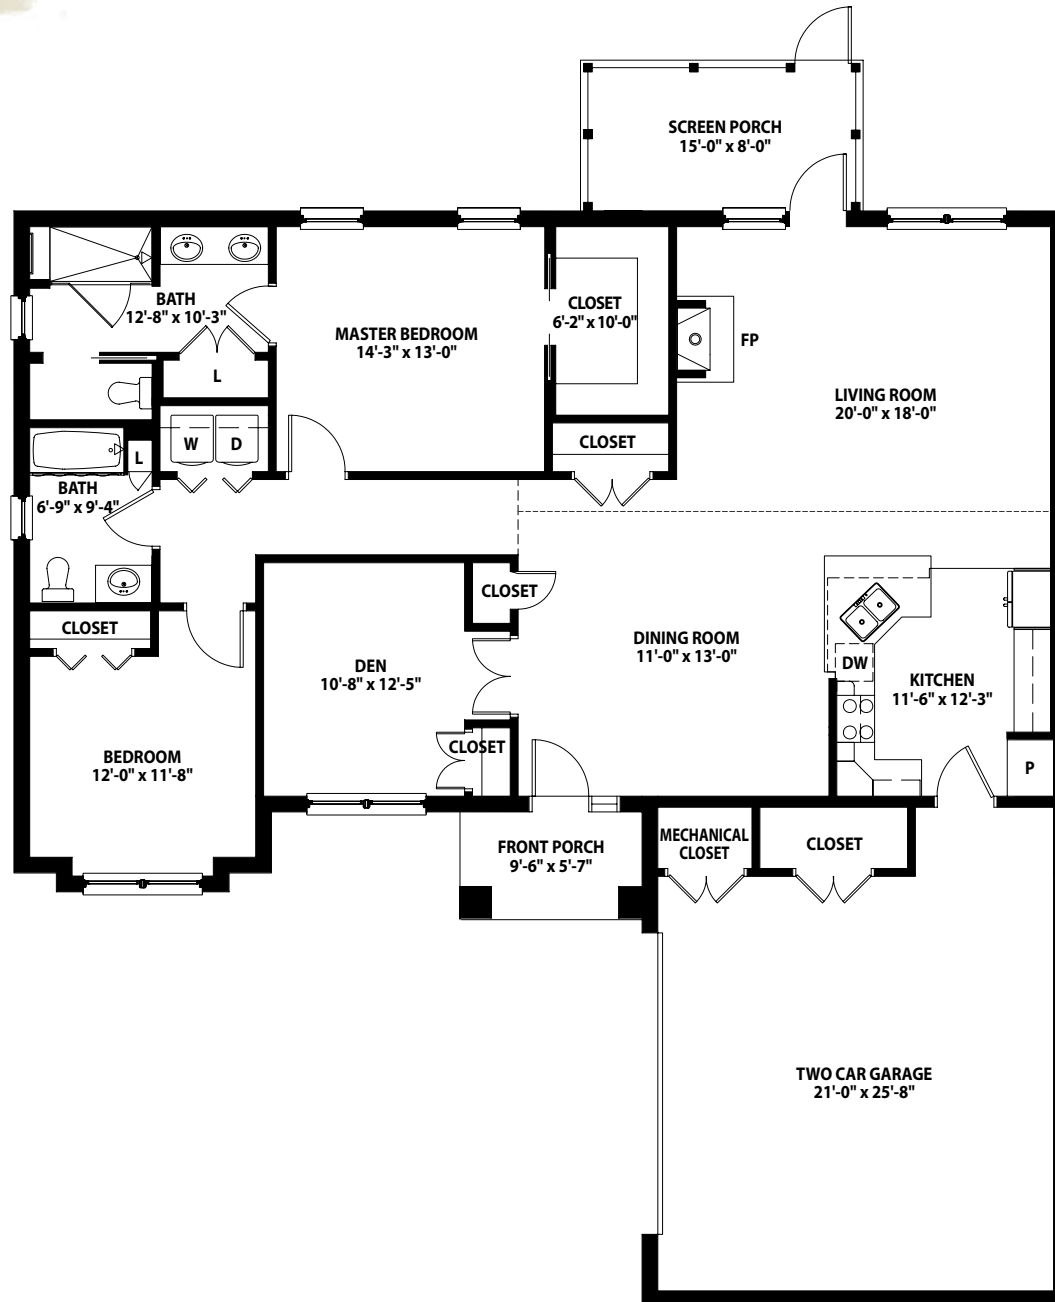 SCREEN PORCH
15'-0" x 8'-0"
BATH
12'-8" x 10'-3"
L
MASTER BEDROOM
14'-3" x 13'-0"
CLOSET
6'-2" x 10'-0"
FP
LIVING ROOM
20'-0" x 18'-0"
W
D
CLOSET
L
BATH
6'-9" x 9'-4"
CLOSET
CLOSET
DEN
10'-8" x 12'-5"
DINING ROOM
11'-0" x 13'-0"
DW
KITCHEN
11'-6" x 12'-3"
P
BEDROOM
12'-0" x 11'-8"
CLOSET
FRONT PORCH
9'-6" x 5'-7"
MECHANICAL
CLOSET
CLOSET
TWO CAR GARAGE
21'-0" x 25'-8"